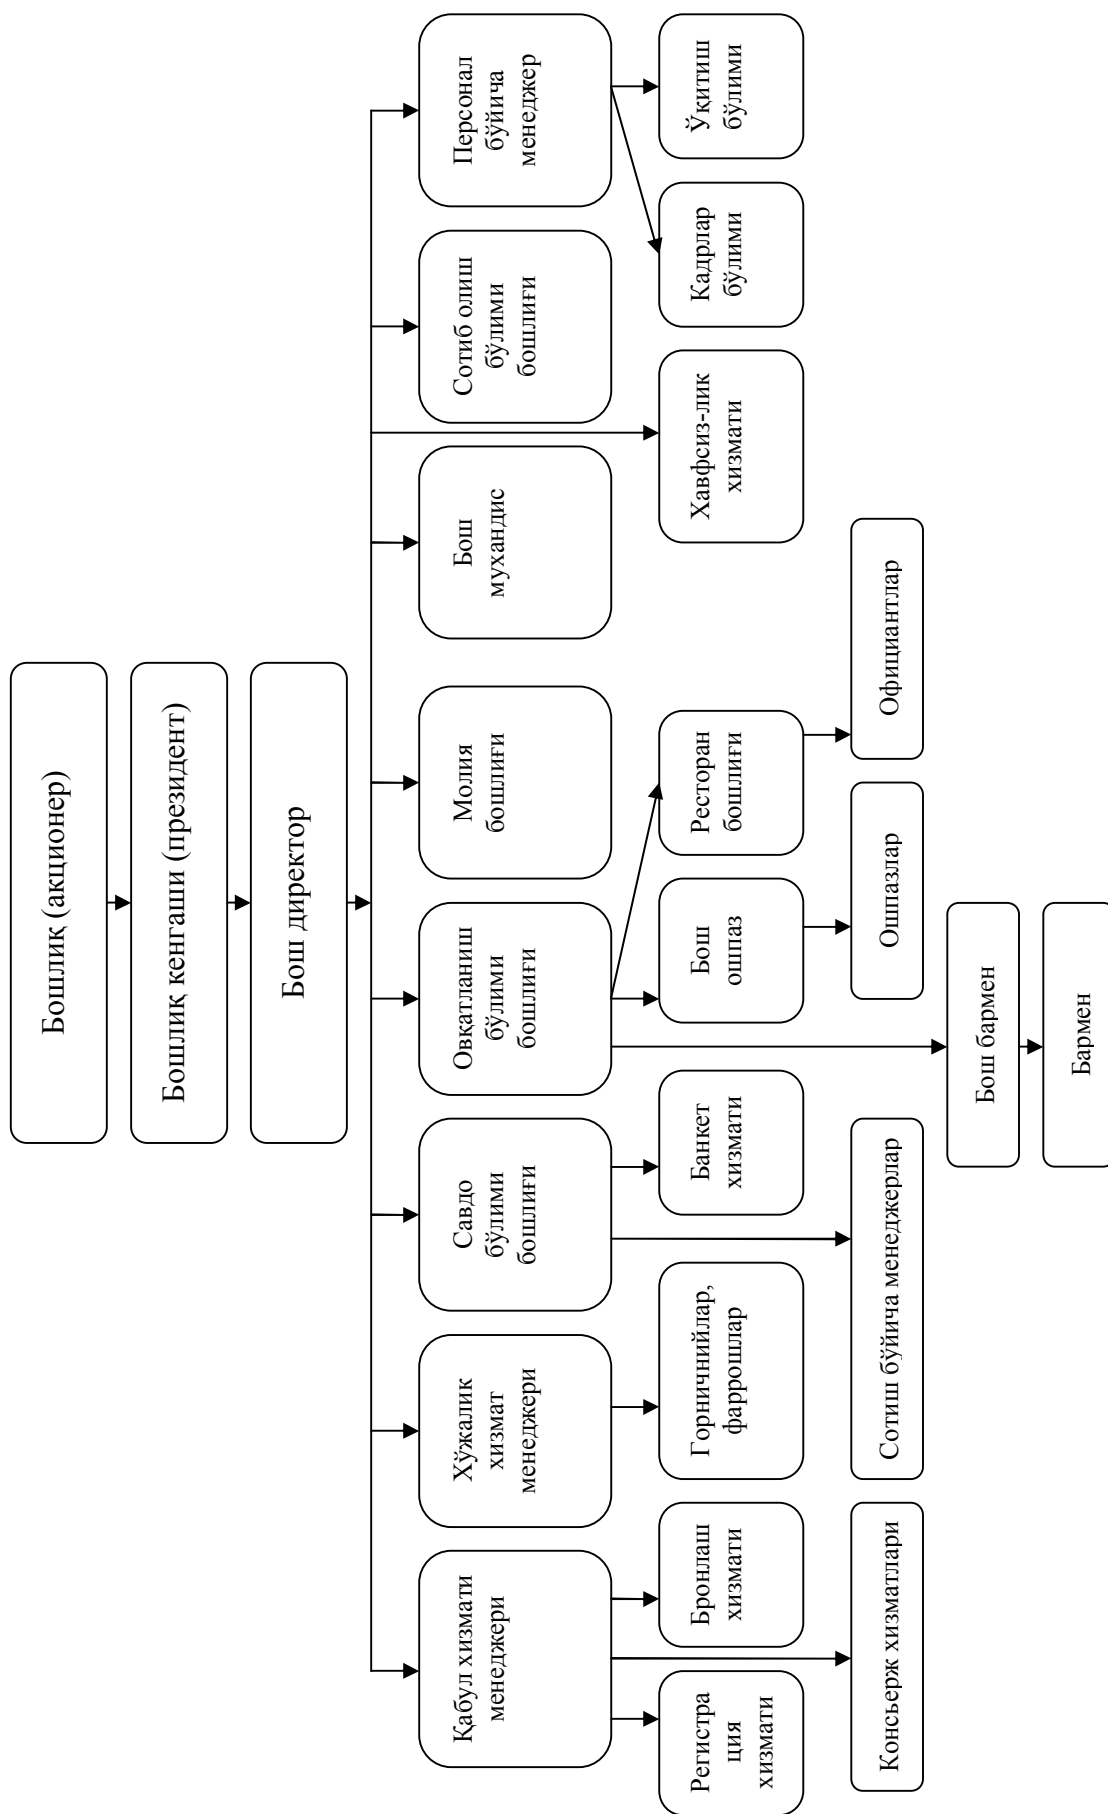 Бошлиқ (акционер)
Бошлиқ кенгаши (президент)
Бош директор
Қабул хизмати
менеджери
Хўжалик
хизмат
менеджери
Савдо
бўлими
бошлиғи
Овқатланиш
бўлими
бошлиғи
Молия
бошлиғи
Бош
мухандис
Сотиб олиш
бўлими
бошлиғи
Персонал
бўйича
менеджер
Регистра
ция
хизмати
Бронлаш
хизмати
Горничнийлар,
фаррошлар
Банкет
хизмати
Бош
ошпаз
Ресторан
бошлиғи
Хавфсиз-лик
хизмати
Кадрлар
бўлими
Ўқитиш
бўлими
Консьерж хизматлари
Сотиш бўйича менеджерлар
Ошпазлар
Официантлар
Бош бармен
Бармен